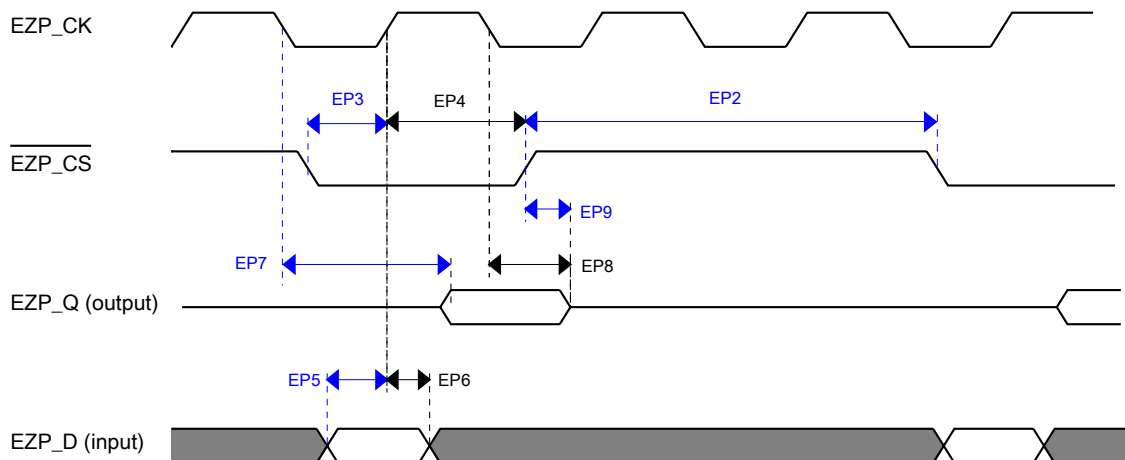 EZP_CK
EP3
EP4
EP2
EZP_CS
EP9
EP7
EP8
EZP_Q (output)
EP5
EP6
EZP_D (input)